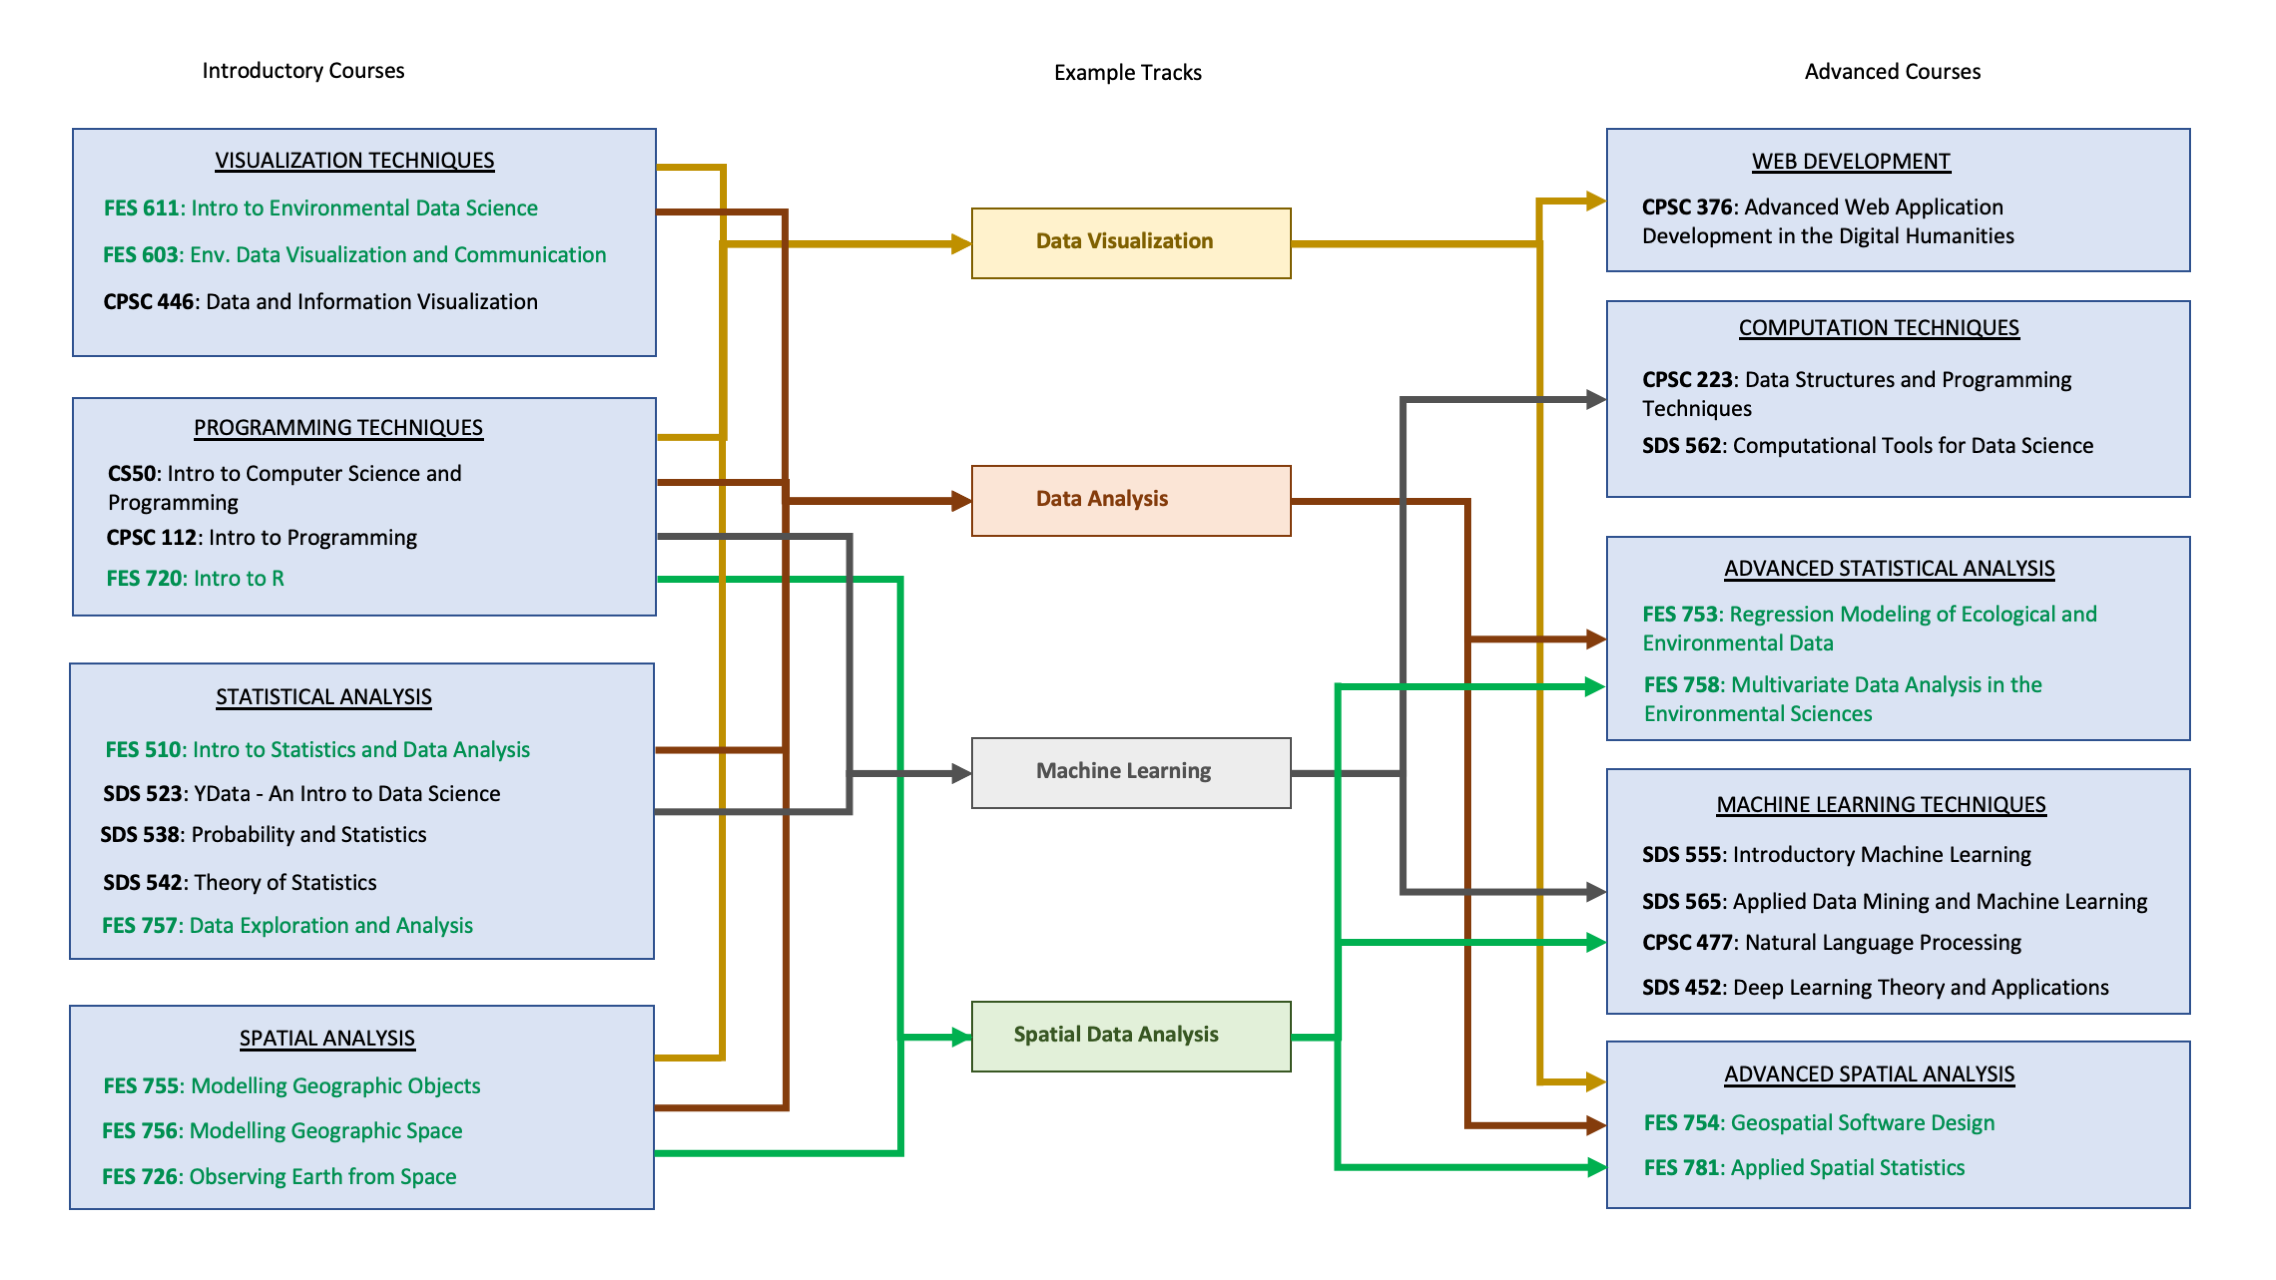 Introductory Courses
Example Tracks
Advanced Courses
VISUALIZATION TECHNIQUES
FES 611: Intro to Environmental Data Science
FES 603: Env. Data Visualization and Communication
CPSC 446: Data and Information Visualization
PROGRAMMING TECHNIQUES
CS50: Intro to Computer Science and
Programming
CPSC 112: Intro to Programming
FES 720: Intro to R
STATISTICAL ANALYSIS
FES 510: Intro to Statistics and Data Analysis
SDS 523: YData - An Intro to Data Science
SDS 538: Probability and Statistics
SDS 542: Theory of Statistics
FES 757: Data Exploration and Analysis
SPATIAL ANALYSIS
FES 755: Modelling Geographic Objects
FES 756: Modelling Geographic Space
FES 726: Observing Earth from Space
Data Visualization
Data Analysis
Machine Learning
Spatial Data Analysis
WEB DEVELOPMENT
CPSC 376: Advanced Web Application
Development in the Digital Humanities
COMPUTATION TECHNIQUES
CPSC 223: Data Structures and Programming
Techniques
SDS 562: Computational Tools for Data Science
ADVANCED STATISTICAL ANALYSIS
FES 753: Regression Modeling of Ecological and
Environmental Data
FES 758: Multivariate Data Analysis in the
Environmental Sciences
MACHINE LEARNING TECHNIQUES
SDS 555: Introductory Machine Learning
SDS 565: Applied Data Mining and Machine Learning
CPSC 477: Natural Language Processing
SDS 452: Deep Learning Theory and Applications
ADVANCED SPATIAL ANALYSIS
FES 754: Geospatial Software Design
FES 781: Applied Spatial Statistics